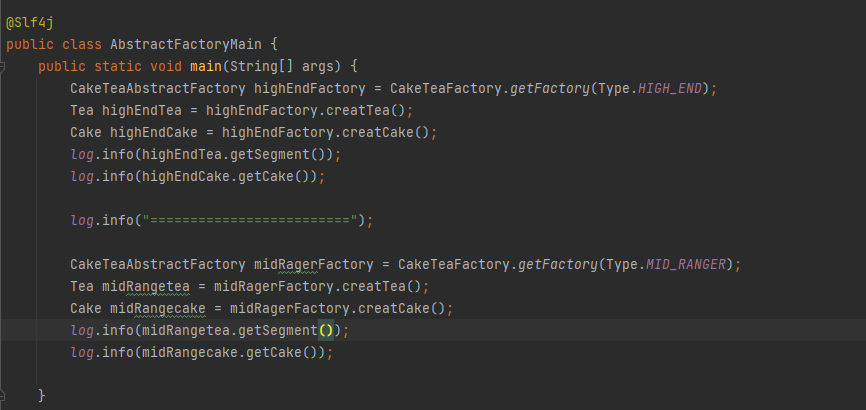 @Slf4j
public class AbstractFactoryMain {
public static void main(String[] args) {
CakeTeaAbstractFactory highEndFactory = CakeTeaFactory.getFactory(Type.HIGH_END);
Tea highEndTea = highEndFactory.creatTea();
Cake highEndCake = highEndFactory.creatCake();
log.info(highEndTea.getSegment());
log.info(highEndCake.getCake());
log.info("=========================");
CakeTeaAbstractFactory midRagerFactory = CakeTeaFactory.getFactory(Type.MID_RANGER);
Tea midRangetea = midRagerFactory.creatTea();
Cake midRangecake = midRagerFactory.creatCake();
log.info(midRangetea.getSegment());
log.info(midRangecake.getCake());
}